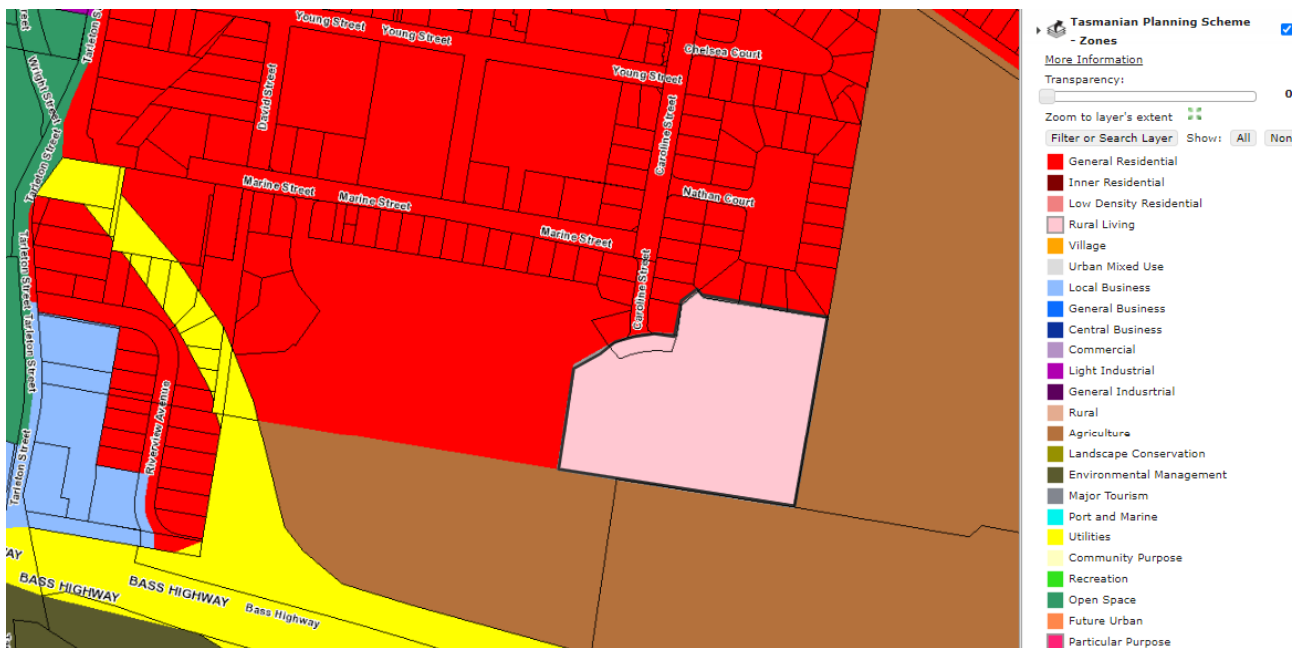 Young Street
Young Street
Young Street
Chelsea Court
Tarleton S
Wright Street
David Street
Caroline Street
Tarleton Street
Marine Street
Marine Street
Marine Street
Nathan Court
Caroline Street
Tarleton Street Tarleton Street
Riverview Avenue
Tarleton Street
WAY
BASS HIGHWAY
BASS HIGHWAY
Bass Highway
Tasmanian Planning Scheme
- Zones
More Information
Transparency:
0
Zoom to layer's extent
Filter or Search Layer Show: All Non
General Residential
Inner Residential
Low Density Residential
Rural Living
Village
Urban Mixed Use
Local Business
General Business
Central Business
Commercial
Light Industrial
General Indusrtrial
Rural
Agriculture
Landscape Conservation
Environmental Management
Major Tourism
Port and Marine
Utilities
Community Purpose
Recreation
Open Space
Future Urban
Particular Purpose